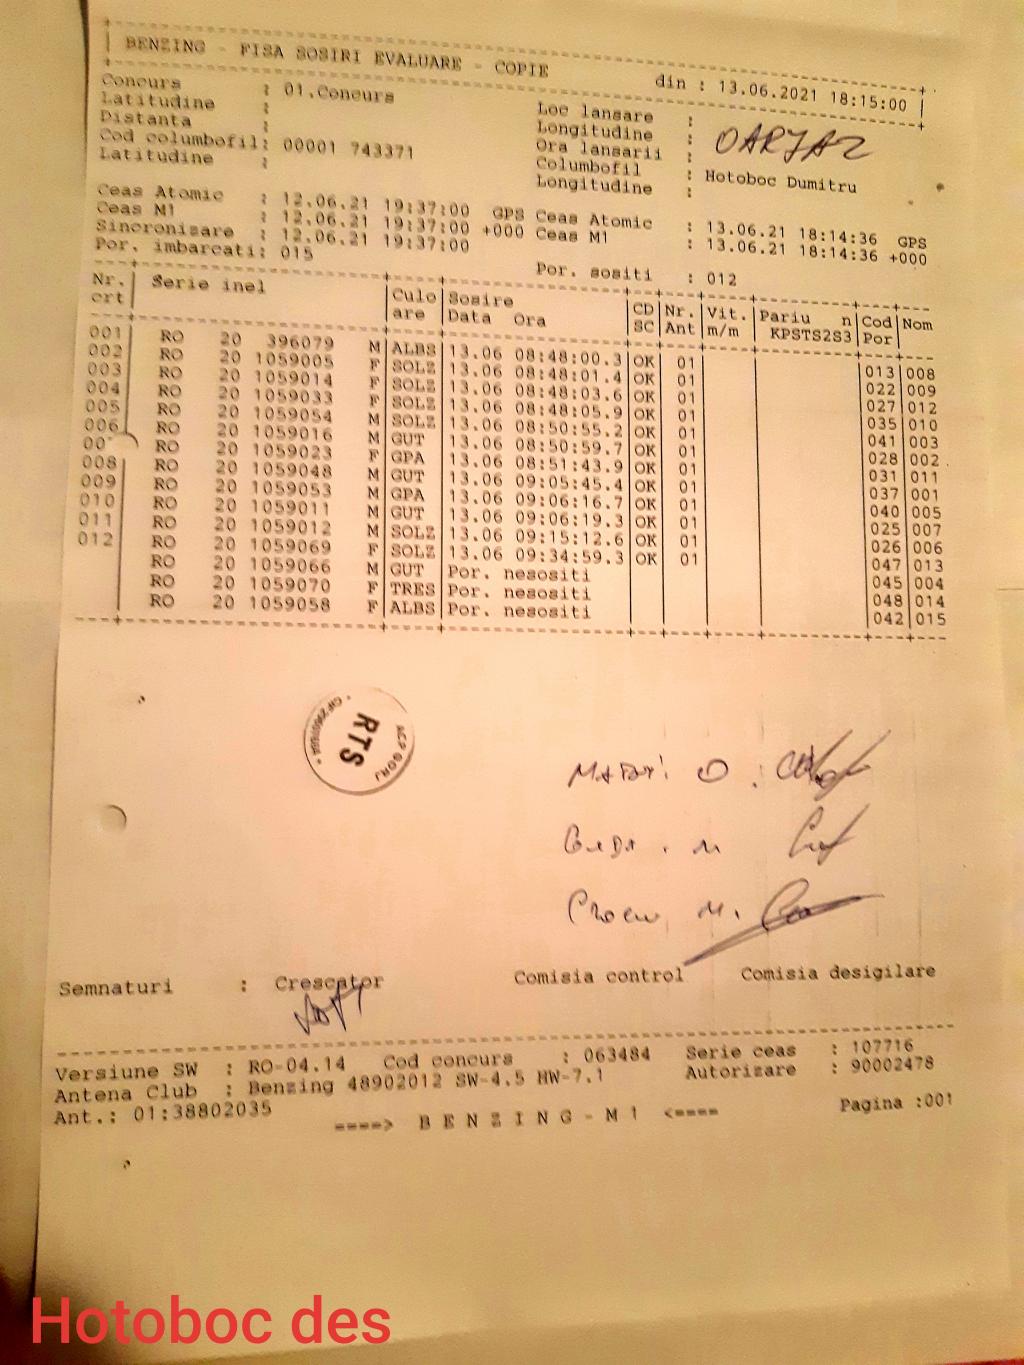 BENZING - FISA SOSIRI EVALUARE - COPIE din : 13.06.2021 18:15:00
Concurs : 01.Concurs Loc lansare : OARJA
Latitudine : Longitudine :
Distanta : Ora lansarii :
Cod columbofil: 00001 743371 Columbofil : Hotoboc Dumitru
Latitudine : Longitudine :
Ceas Atomic : 12.06.21 19:37:00 GPS Ceas Atomic : 13.06.21 18:14:36 GPS
Ceas M1 : 12.06.21 19:37:00 +000 Ceas M1 : 13.06.21 18:14:36 +000
Sincronizare : 12.06.21 19:37:00
Por. imbarcati: 015 Por. sositi : 012
Nr. Serie inel Culo Sosire CD Nr. Vit. Pariu n Cod Nom
crt are Data Ora SC Ant m/m KPSTS2S3 Por
001 RO 20 396079 M ALBS 13.06 08:48:00.3 OK 01 013 008
002 RO 20 1059005 F SOLZ 13.06 08:48:01.4 OK 01 022 009
003 RO 20 1059014 F SOLZ 13.06 08:48:03.6 OK 01 027 012
004 RO 20 1059033 F SOLZ 13.06 08:48:05.9 OK 01 035 010
005 RO 20 1059054 M SOLZ 13.06 08:50:55.2 OK 01 041 003
006 RO 20 1059016 M GUT 13.06 08:50:59.7 OK 01 028 002
00 RO 20 1059023 F GPA 13.06 08:51:43.9 OK 01 031 011
008 RO 20 1059048 M GUT 13.06 09:05:45.4 OK 01 037 001
009 RO 20 1059053 M GPA 13.06 09:06:16.7 OK 01 040 005
010 RO 20 1059011 M GUT 13.06 09:06:19.3 OK 01 025 007
011 RO 20 1059012 M SOLZ 13.06 09:15:12.6 OK 01 026 006
012 RO 20 1059069 F SOLZ 13.06 09:34:59.3 OK 01 047 013
RO 20 1059066 M GUT Por. nesositi 045 004
RO 20 1059070 F TRES Por. nesositi 048 014
RO 20 1059058 F ALBS Por. nesositi 042 015
ACP GORJ
RTS
Semnaturi : Crescator Comisia control Comisia desigilare
Versiune SW : RO-04.14 Cod concurs : 063484 Serie ceas : 107716
Antena Club : Benzing 48902012 SW-4.5 HW-7.1 Autorizare : 90002478
Ant.: 01:38802035
====> B E N Z I N G - M 1 <==== Pagina :001
Hotoboc des